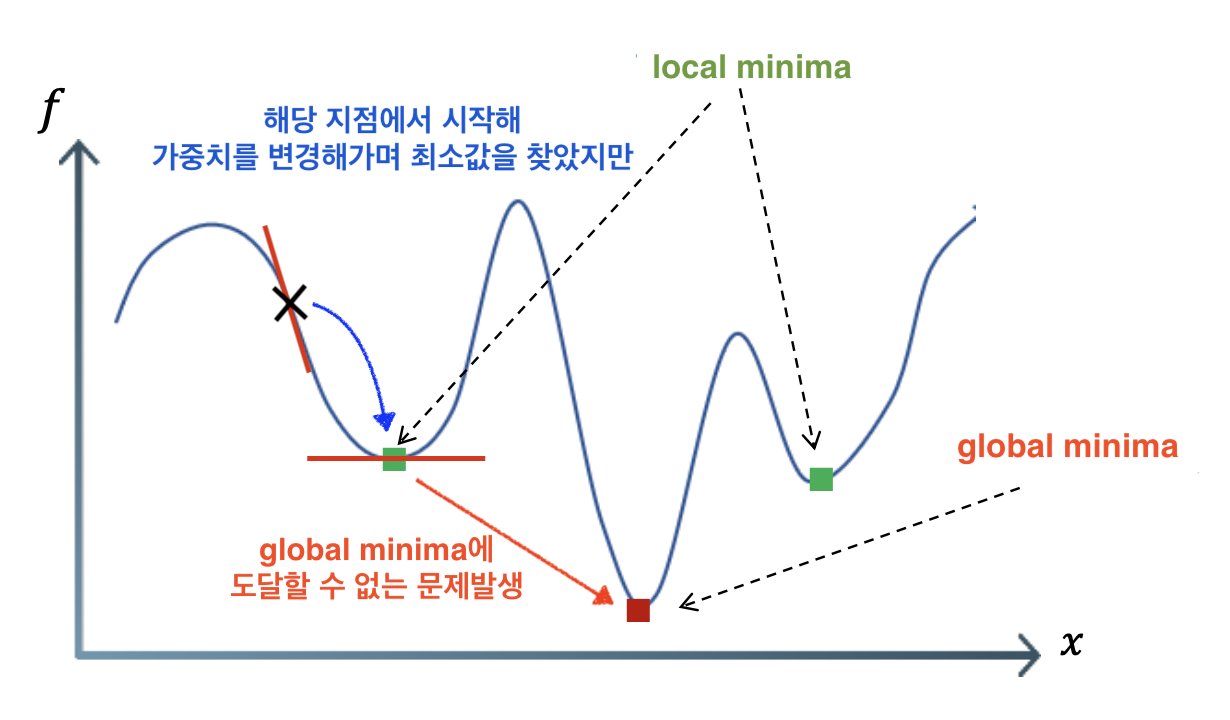 local minima
f
해당 지점에서 시작해
가중치를 변경해가며 최소값을 찾았지만
global minima
global minima에
도달할 수 없는 문제발생
x